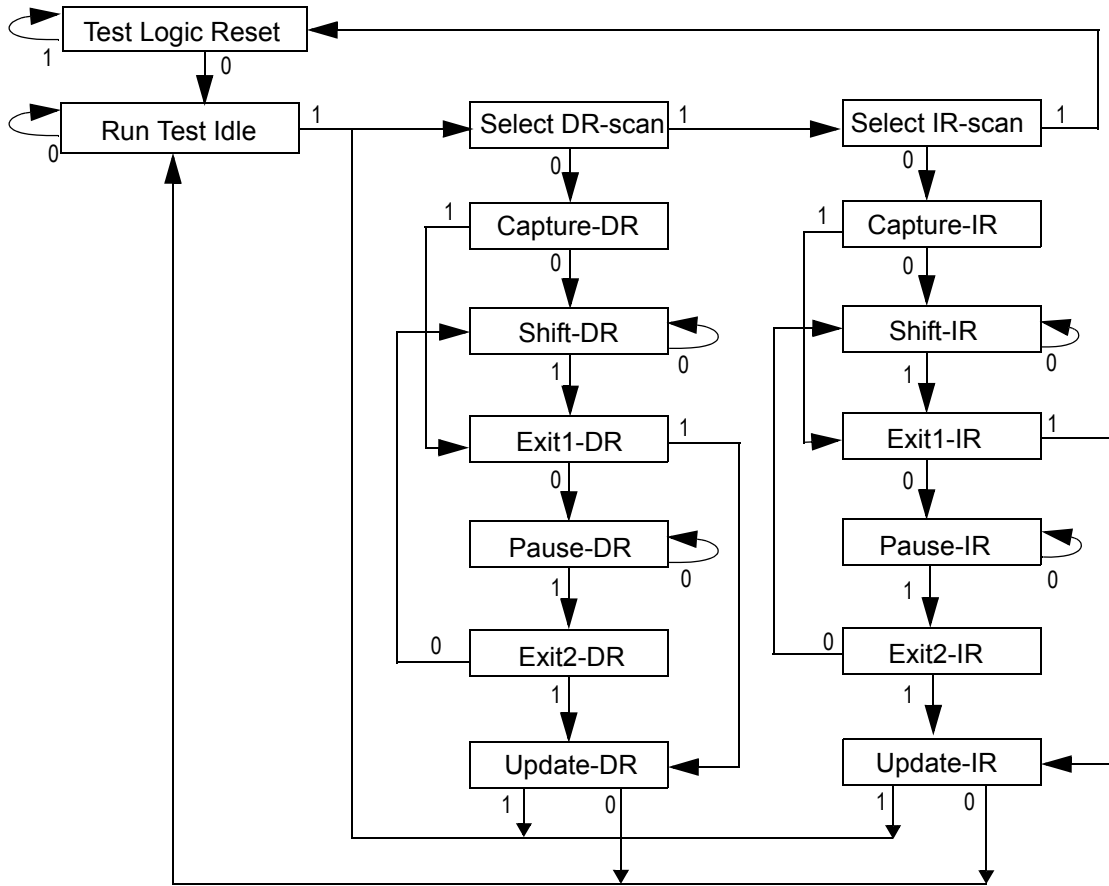 Test Logic Reset
1
0
Run Test Idle
0
1
Select DR-scan
1
0
Select IR-scan
1
0
Capture-DR
1
0
Capture-IR
1
0
Shift-DR
0
1
Shift-IR
0
1
Exit1-DR
1
0
Exit1-IR
1
0
Pause-DR
0
1
Pause-IR
0
1
Exit2-DR
0
1
Exit2-IR
0
1
Update-DR
1
0
Update-IR
1
0